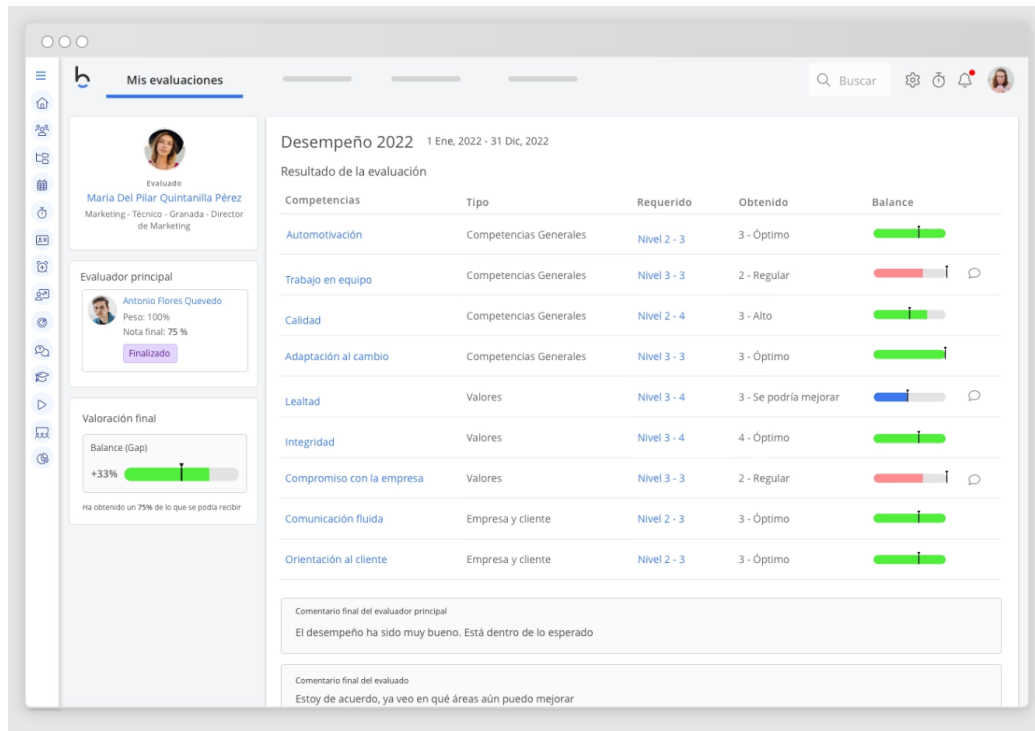 Mis evaluaciones
Buscar
Evaluado
Maria Del Pilar Quintanilla Pérez
Marketing - Técnico - Granada - Director
de Marketing
Evaluador principal
Antonio Flores Quevedo
Peso: 100%
Nota final: 75 %
Finalizado
Valoración final
Balance (Gap)
+33%
Ha obtenido un 75% de lo que se podía recibir
Desempeño 2022 1 Ene, 2022 - 31 Dic, 2022
Resultado de la evaluación
Competencias Tipo Requerido Obtenido Balance
Automotivación Competencias Generales Nivel 2 - 3 3 - Óptimo
Trabajo en equipo Competencias Generales Nivel 3 - 3 2 - Regular
Calidad Competencias Generales Nivel 2 - 4 3 - Alto
Adaptación al cambio Competencias Generales Nivel 3 - 3 3 - Óptimo
Lealtad Valores Nivel 3 - 4 3 - Se podría mejorar
Integridad Valores Nivel 3 - 4 4 - Óptimo
Compromiso con la empresa Valores Nivel 3 - 3 2 - Regular
Comunicación fluida Empresa y cliente Nivel 2 - 3 3 - Óptimo
Orientación al cliente Empresa y cliente Nivel 2 - 3 3 - Óptimo
Comentario final del evaluador principal
El desempeño ha sido muy bueno. Está dentro de lo esperado
Comentario final del evaluado
Estoy de acuerdo, ya veo en qué áreas aún puedo mejorar